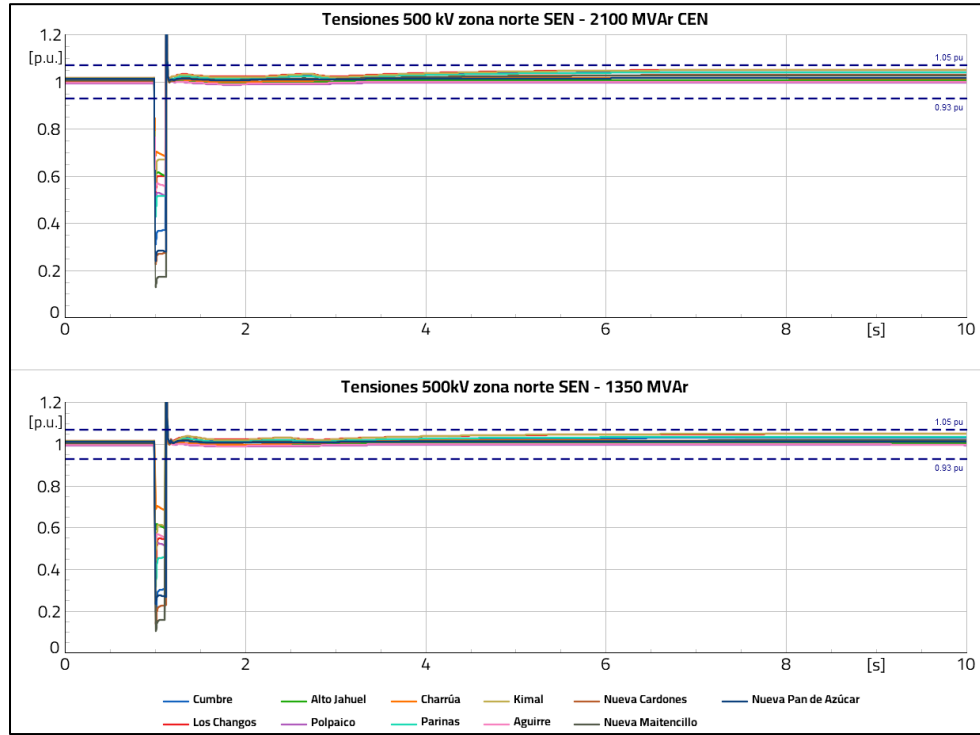 Tensiones 500 kV zona norte SEN - 2100 MVAr CEN
1.2
[p.u.]
1.05 pu
1
0.93 pu
0.8
0.6
0.4
0.2
0
0 2 4 6 8 [s] 10
Tensiones 500kV zona norte SEN - 1350 MVAr
1.2
[p.u.]
1.05 pu
1
0.93 pu
0.8
0.6
0.4
0.2
0
0 2 4 6 8 [s] 10
Cumbre Alto Jahuel Charrúa Kimal Nueva Cardones Nueva Pan de Azúcar
Los Changos Polpaico Parinas Aguirre Nueva Maitencillo